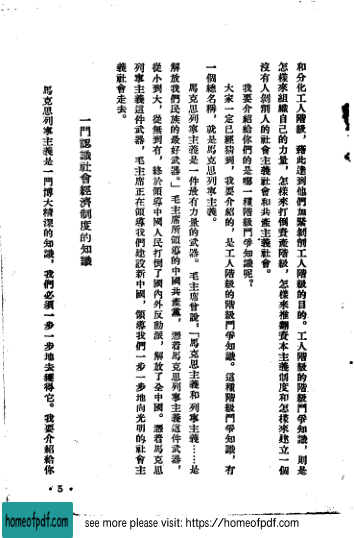 和分化工人階級，藉此達到他們加緊剝削工人階級的目的。工人階級的階級鬥爭知識，則是
怎樣來組織自己的力量，怎樣來打倒資產階級，怎樣來推翻資本主義制度和怎樣來建立一個
沒有人剝削人的社會主義社會和共產主義社會。
我要介紹給你們的是哪一種階級鬥爭知識呢？
大家一定已經猜到，我要介紹的，是工人階級的階級鬥爭知識。這種階級鬥爭知識，有
一個總名稱，就是馬克思列寧主義。
馬克思列寧主義是一件最有力量的武器。毛主席曾說，「馬克思主義和列寧主義……是
解放我們民族的最好武器。」毛主席所領導的中國共產黨，憑着馬克思列寧主義這件武器，
從小到大，從無到有，終於領導中國人民打倒了國內外反動派，解放了全中國。憑着馬克思
列寧主義這件武器，毛主席正在領導我們建設新中國，領導我們一步一步地向光明的社會主
義社會走去。
一門認識社會經濟制度的知識
馬克思列寧主義是一門博大精深的知識，我們必須一步一步地去獲得它。我要介紹給你
·5·
homeofpdf.com
see more please visit: https://homeofpdf.com